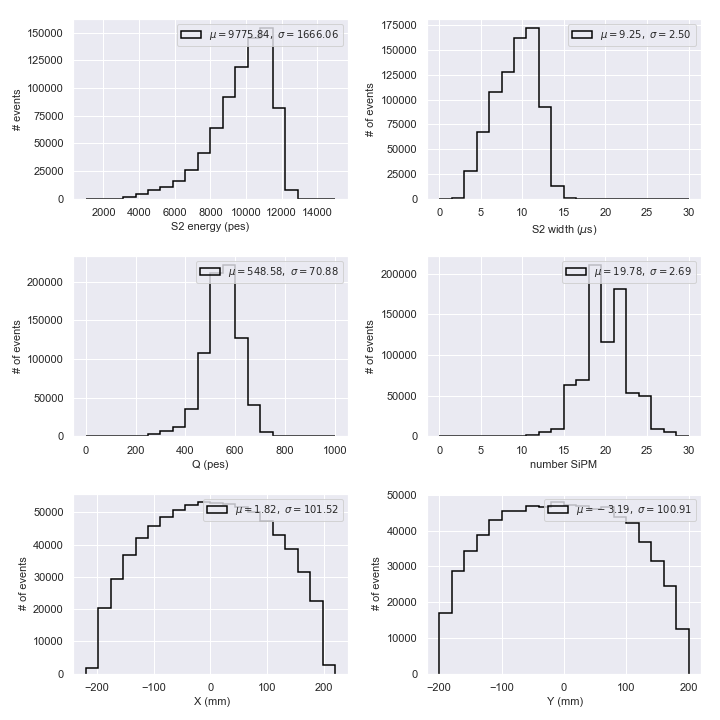 μ = 9775.84, σ = 1666.06
150000
125000
100000
75000
50000
25000
0
# events
2000 4000 6000 8000 10000 12000 14000
S2 energy (pes)
μ = 9.25, σ = 2.50
175000
150000
125000
100000
75000
50000
25000
0
# of events
0 5 10 15 20 25 30
S2 width (μs)
μ = 548.58, σ = 70.88
200000
150000
100000
50000
0
# of events
0 200 400 600 800 1000
Q (pes)
μ = 19.78, σ = 2.69
200000
150000
100000
50000
0
# of events
0 5 10 15 20 25 30
number SiPM
μ = 1.82, σ = 101.52
50000
40000
30000
20000
10000
0
# of events
−200 −100 0 100 200
X (mm)
μ = −3.19, σ = 100.91
50000
40000
30000
20000
10000
0
# of events
−200 −100 0 100 200
Y (mm)